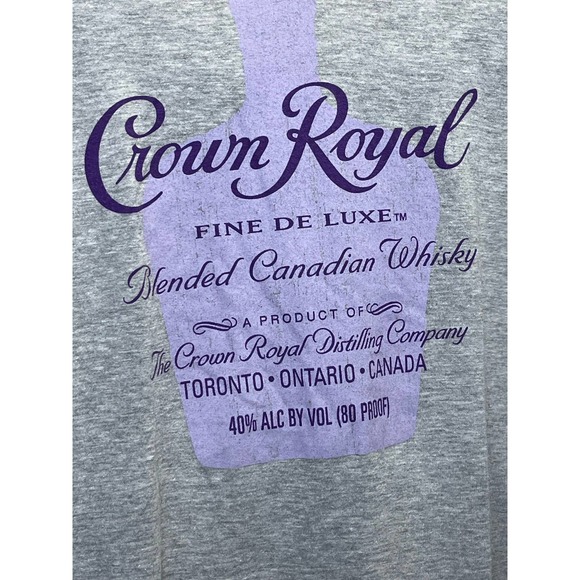 Crown Royal
FINE DE LUXE™
Blended Canadian Whisky
A PRODUCT OF
The Crown Royal Distilling Company
TORONTO • ONTARIO • CANADA
40% ALC BY VOL (80 PROOF)